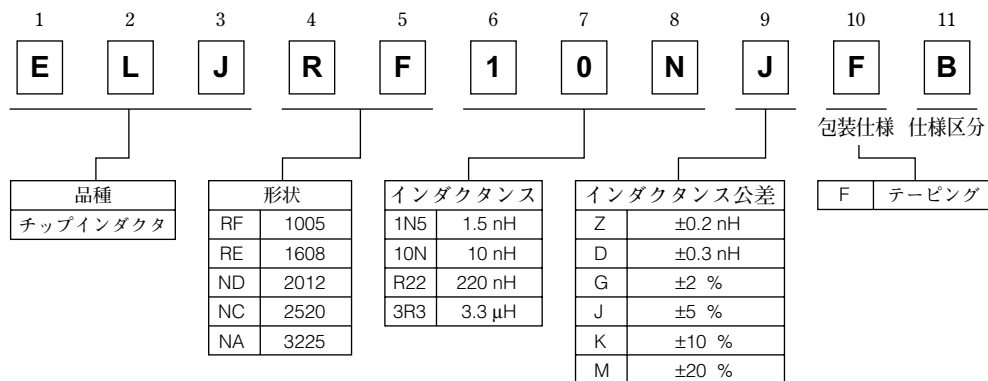 1 2 3 4 5 6 7 8 9 10 11
E L J R F 1 0 N J F B
包装仕様 仕様区分
品種
チップインダクタ
形状
RF 1005
RE 1608
ND 2012
NC 2520
NA 3225
インダクタンス
1N5 1.5 nH
10N 10 nH
R22 220 nH
3R3 3.3 μH
インダクタンス公差
Z ±0.2 nH
D ±0.3 nH
G ±2 %
J ±5 %
K ±10 %
M ±20 %
F テーピング